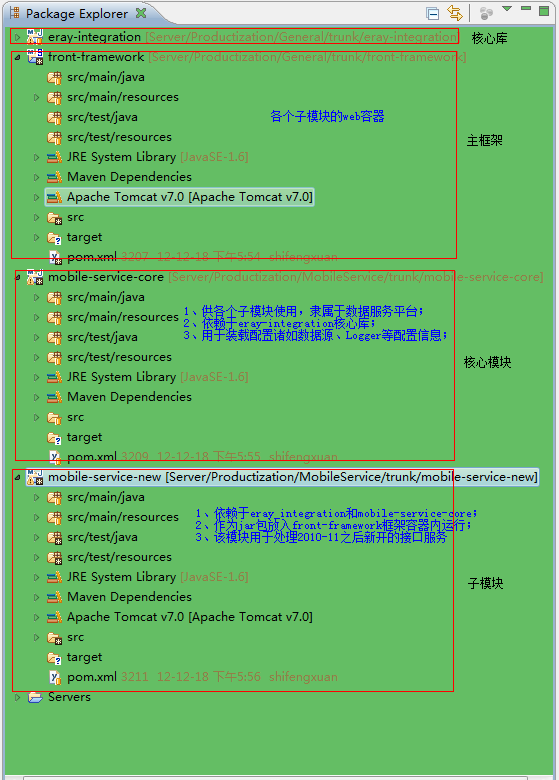 Package Explorer
eray-integration [Server/Productization/General/trunk/eray-integration] 核心库
front-framework [Server/Productization/General/trunk/front-framework]
src/main/java
src/main/resources
src/test/java 各个子模块的web容器
src/test/resources 主框架
JRE System Library [JavaSE-1.6]
Maven Dependencies
Apache Tomcat v7.0 [Apache Tomcat v7.0]
src
target
pom.xml 3207 12-12-18 下午5:54 shifengxuan
mobile-service-core [Server/Productization/MobileService/trunk/mobile-service-core]
src/main/java
1、供各个子模块使用，隶属于数据服务平台；
src/main/resources
2、依赖于eray-integration核心库；
src/test/java
3、用于装载配置诸如数据源、Logger等配置信息；
src/test/resources
核心模块
JRE System Library [JavaSE-1.6]
Maven Dependencies
src
target
pom.xml 3209 12-12-18 下午5:55 shifengxuan
mobile-service-new [Server/Productization/MobileService/trunk/mobile-service-new]
src/main/java
1、依赖于eray_integration和mobile-service-core；
src/main/resources
2、作为jar包放入front-framework框架容器内运行；
src/test/java
3、该模块用于处理2010-11之后新开的接口服务
src/test/resources
JRE System Library [JavaSE-1.6]
子模块
Maven Dependencies
Apache Tomcat v7.0 [Apache Tomcat v7.0]
src
target
pom.xml 3211 12-12-18 下午5:56 shifengxuan
Servers